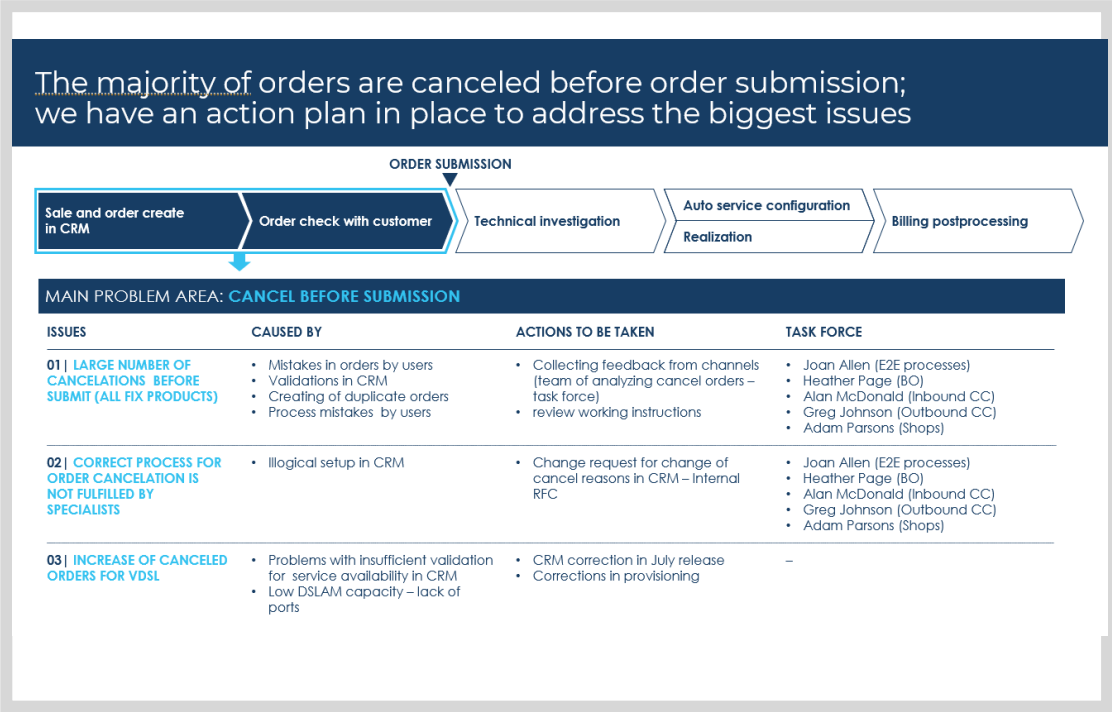 The majority of orders are canceled before order submission;
we have an action plan in place to address the biggest issues
ORDER SUBMISSION
Sale and order create
in CRM
Order check with customer
Technical investigation
Auto service configuration
Realization
Billing postprocessing
MAIN PROBLEM AREA: CANCEL BEFORE SUBMISSION
ISSUES
CAUSED BY
ACTIONS TO BE TAKEN
TASK FORCE
01| LARGE NUMBER OF
CANCELATIONS BEFORE
SUBMIT (ALL FIX PRODUCTS)
• Mistakes in orders by users
• Validations in CRM
• Creating of duplicate orders
• Process mistakes by users
• Collecting feedback from channels
(team of analyzing cancel orders –
task force)
• review working instructions
• Joan Allen (E2E processes)
• Heather Page (BO)
• Alan McDonald (Inbound CC)
• Greg Johnson (Outbound CC)
• Adam Parsons (Shops)
02| CORRECT PROCESS FOR
ORDER CANCELATION IS
NOT FULFILLED BY
SPECIALISTS
• Illogical setup in CRM
• Change request for change of
cancel reasons in CRM – Internal
RFC
• Joan Allen (E2E processes)
• Heather Page (BO)
• Alan McDonald (Inbound CC)
• Greg Johnson (Outbound CC)
• Adam Parsons (Shops)
03| INCREASE OF CANCELED
ORDERS FOR VDSL
• Problems with insufficient validation
for service availability in CRM
• Low DSLAM capacity – lack of
ports
• CRM correction in July release
• Corrections in provisioning
–